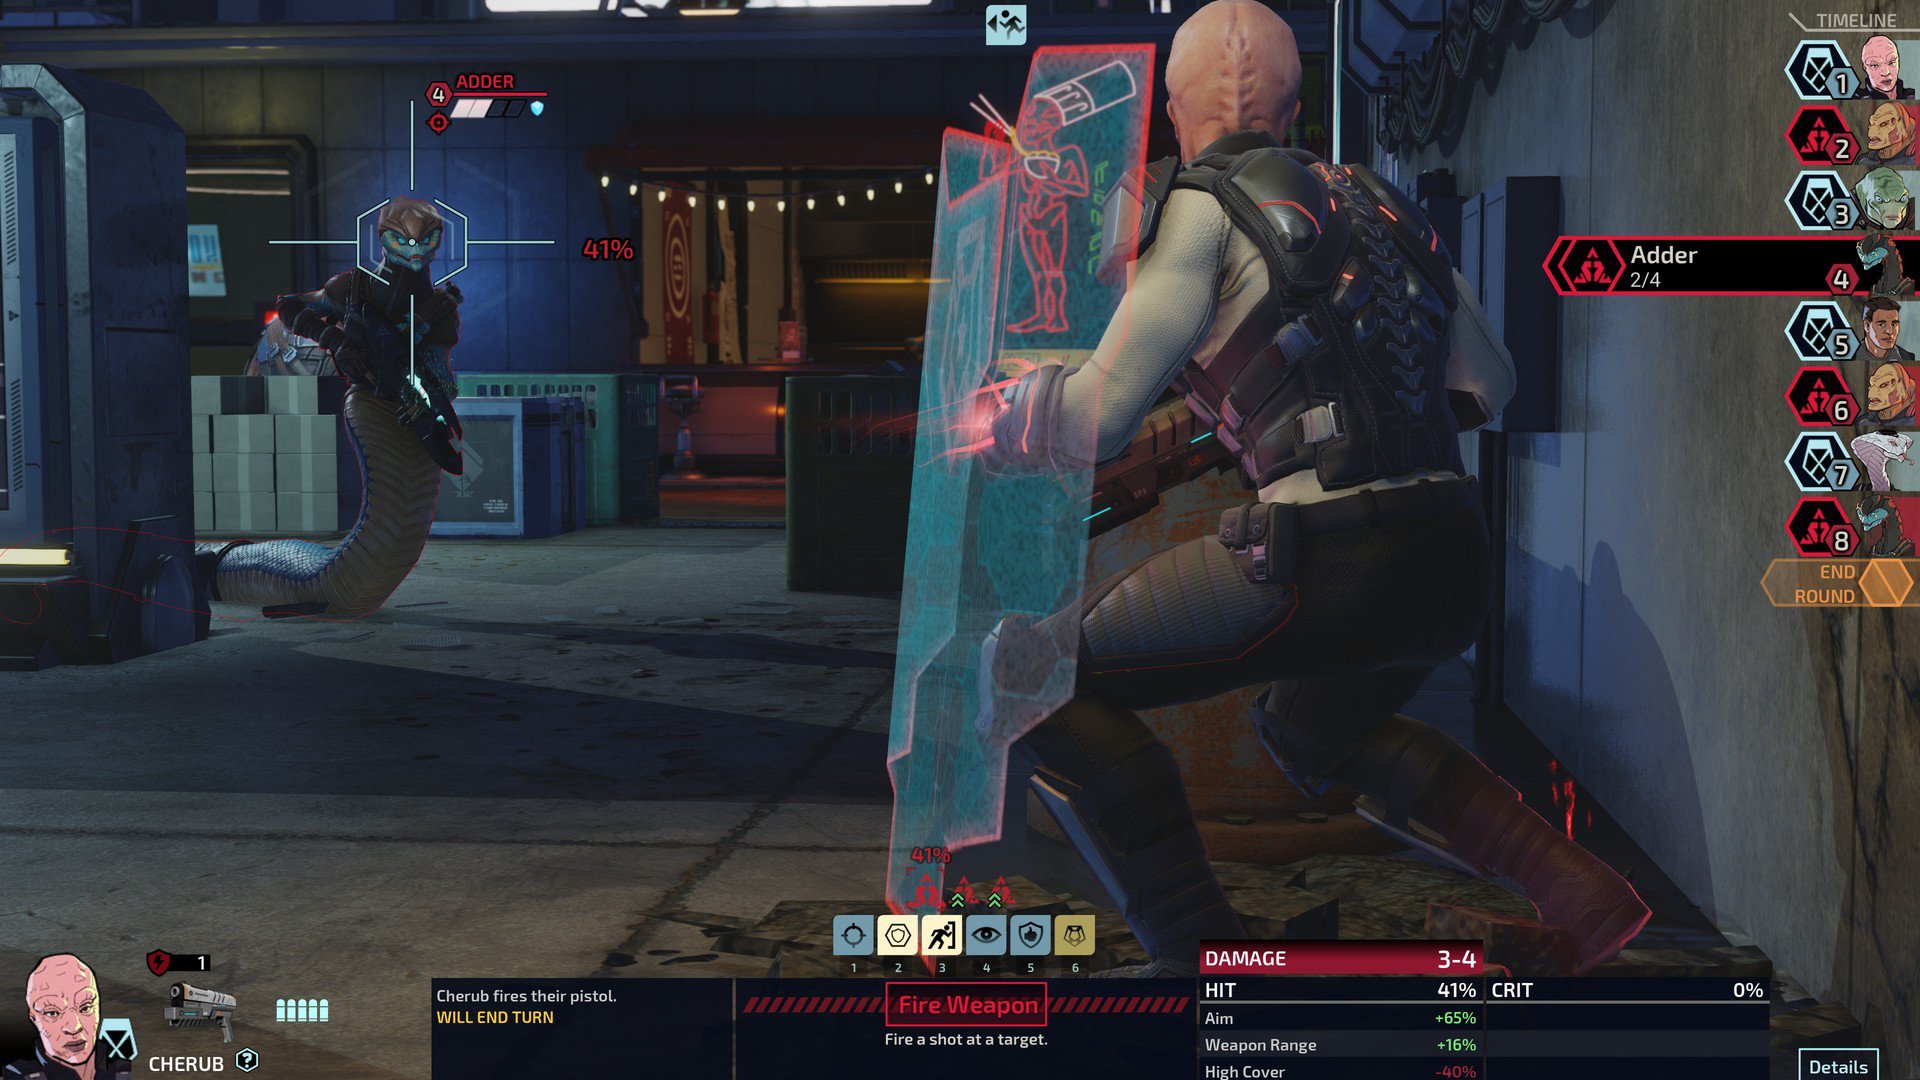 TIMELINE
1
2
3
Adder
2/4
4
5
6
7
8
END
ROUND
4
ADDER
41%
41%
1
2
3
4
5
6
1
CHERUB
?
Cherub fires their pistol.
WILL END TURN
Fire Weapon
Fire a shot at a target.
DAMAGE 3-4
HIT 41% CRIT 0%
Aim +65%
Weapon Range +16%
High Cover -40%
Details